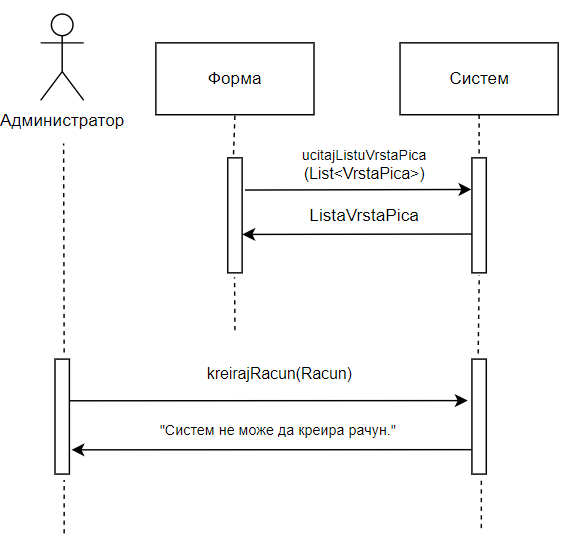 Форма
Систем
Администратор
ucitajListuVrstaPica
(List<VrstaPica>)
ListaVrstaPica
kreirajRacun(Racun)
"Систем не може да креира рачун."